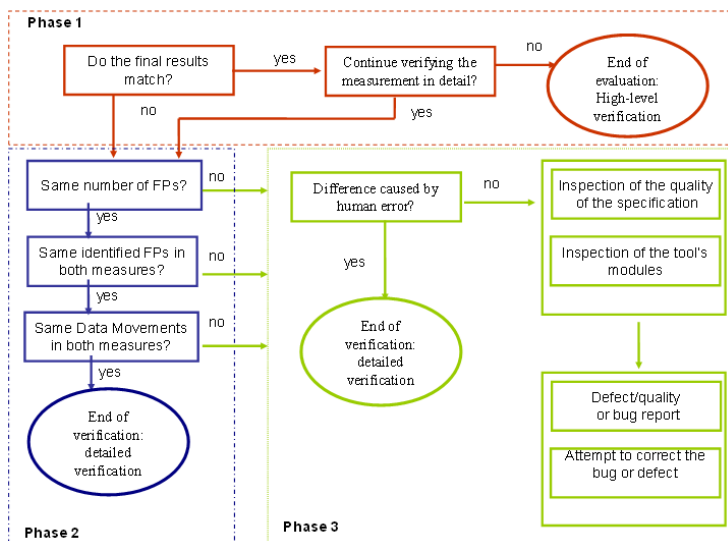 Phase 1
Do the final results
match?
yes
Continue verifying the
measurement in detail?
no
End of
evaluation:
High-level
verification
no
yes
Same number of FPs?
no
yes
Same identified FPs in
both measures?
no
yes
Same Data Movements
in both measures?
no
yes
End of
verification:
detailed
verification
Phase 2
Difference caused by
human error?
no
yes
End of
verification:
detailed
verification
Inspection of the quality
of the specification
Inspection of the tool's
modules
Defect/quality
or bug report
Attempt to correct the
bug or defect
Phase 3